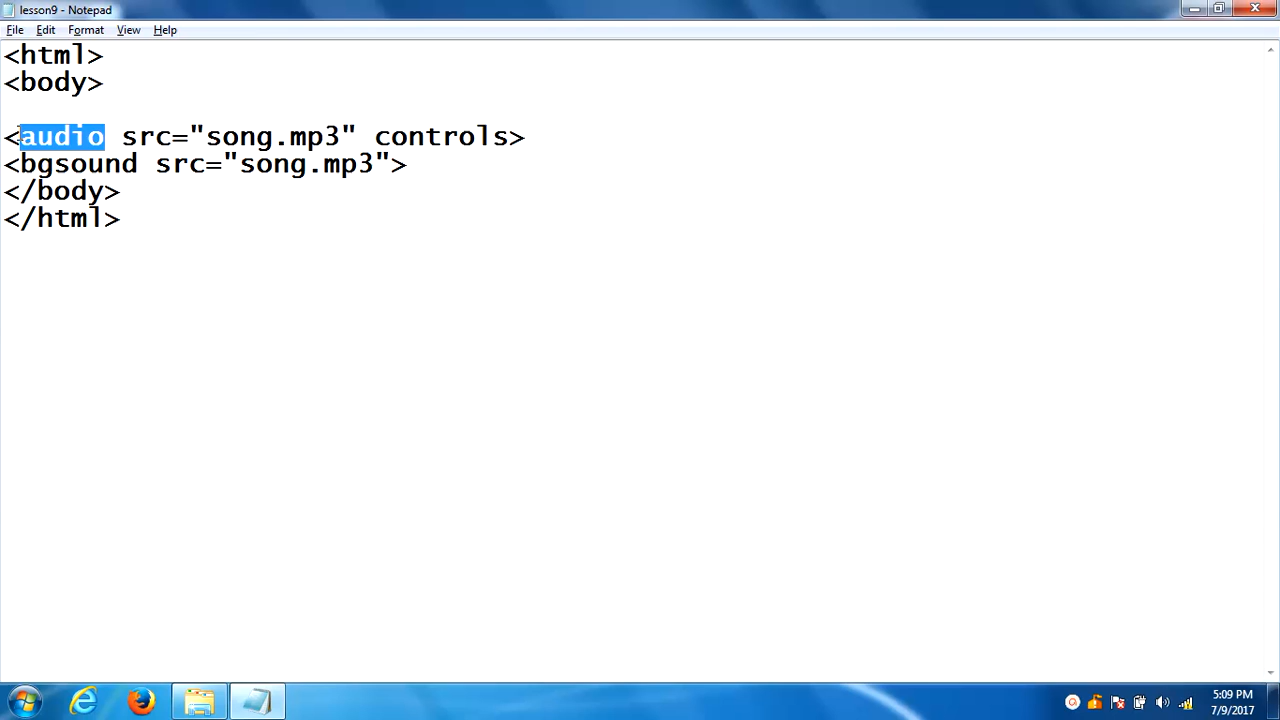 lesson9 - Notepad
File Edit Format View Help
<html>
<body>
<audio src="song.mp3" controls>
<bgsound src="song.mp3">
</body>
</html>
5:09 PM
7/9/2017